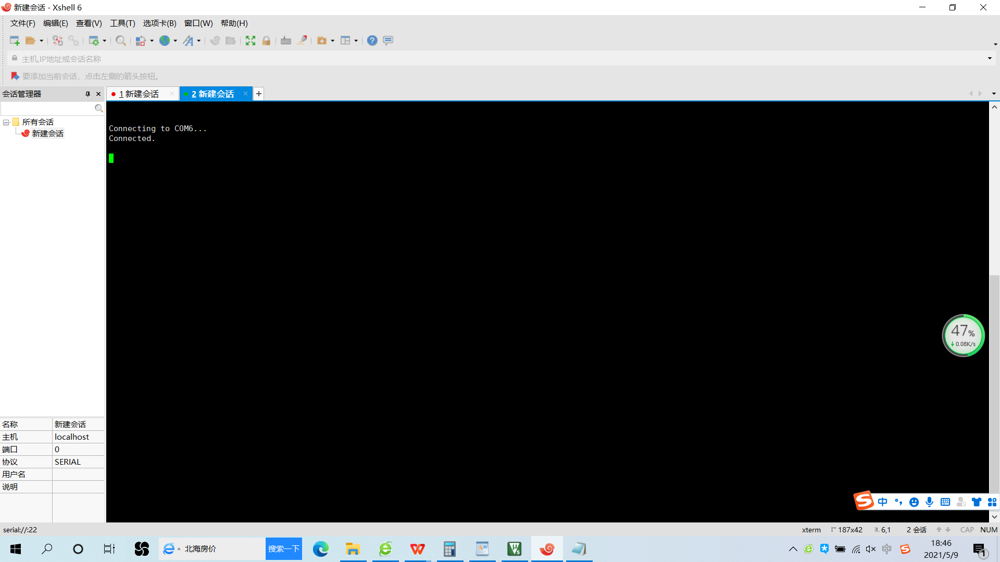 新建会话 - Xshell 6
文件(F) 编辑(E) 查看(V) 工具(T) 选项卡(B) 窗口(W) 帮助(H)
主机,IP地址或会话名称
要添加当前会话，点击左侧的箭头按钮。
会话管理器
1 新建会话
2 新建会话
所有会话
新建会话
Connecting to COM6...
Connected.
47%
0.08K/s
名称 新建会话
主机 localhost
端口 0
协议 SERIAL
用户名
说明
中
serial://:22
xterm
187x42
6,1
2 会话
CAP
NUM
北海房价
搜索一下
中
18:46
2021/5/9
1